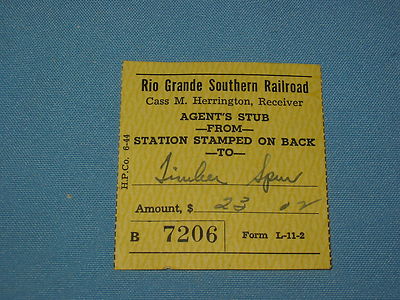 Rio Grande Southern Railroad
Cass M. Herrington, Receiver
AGENT'S STUB
—FROM—
STATION STAMPED ON BACK
—TO—
Timber Spur
Amount, $ 23 02
B 7206 Form L-11-2
H.P.Co. 6-44